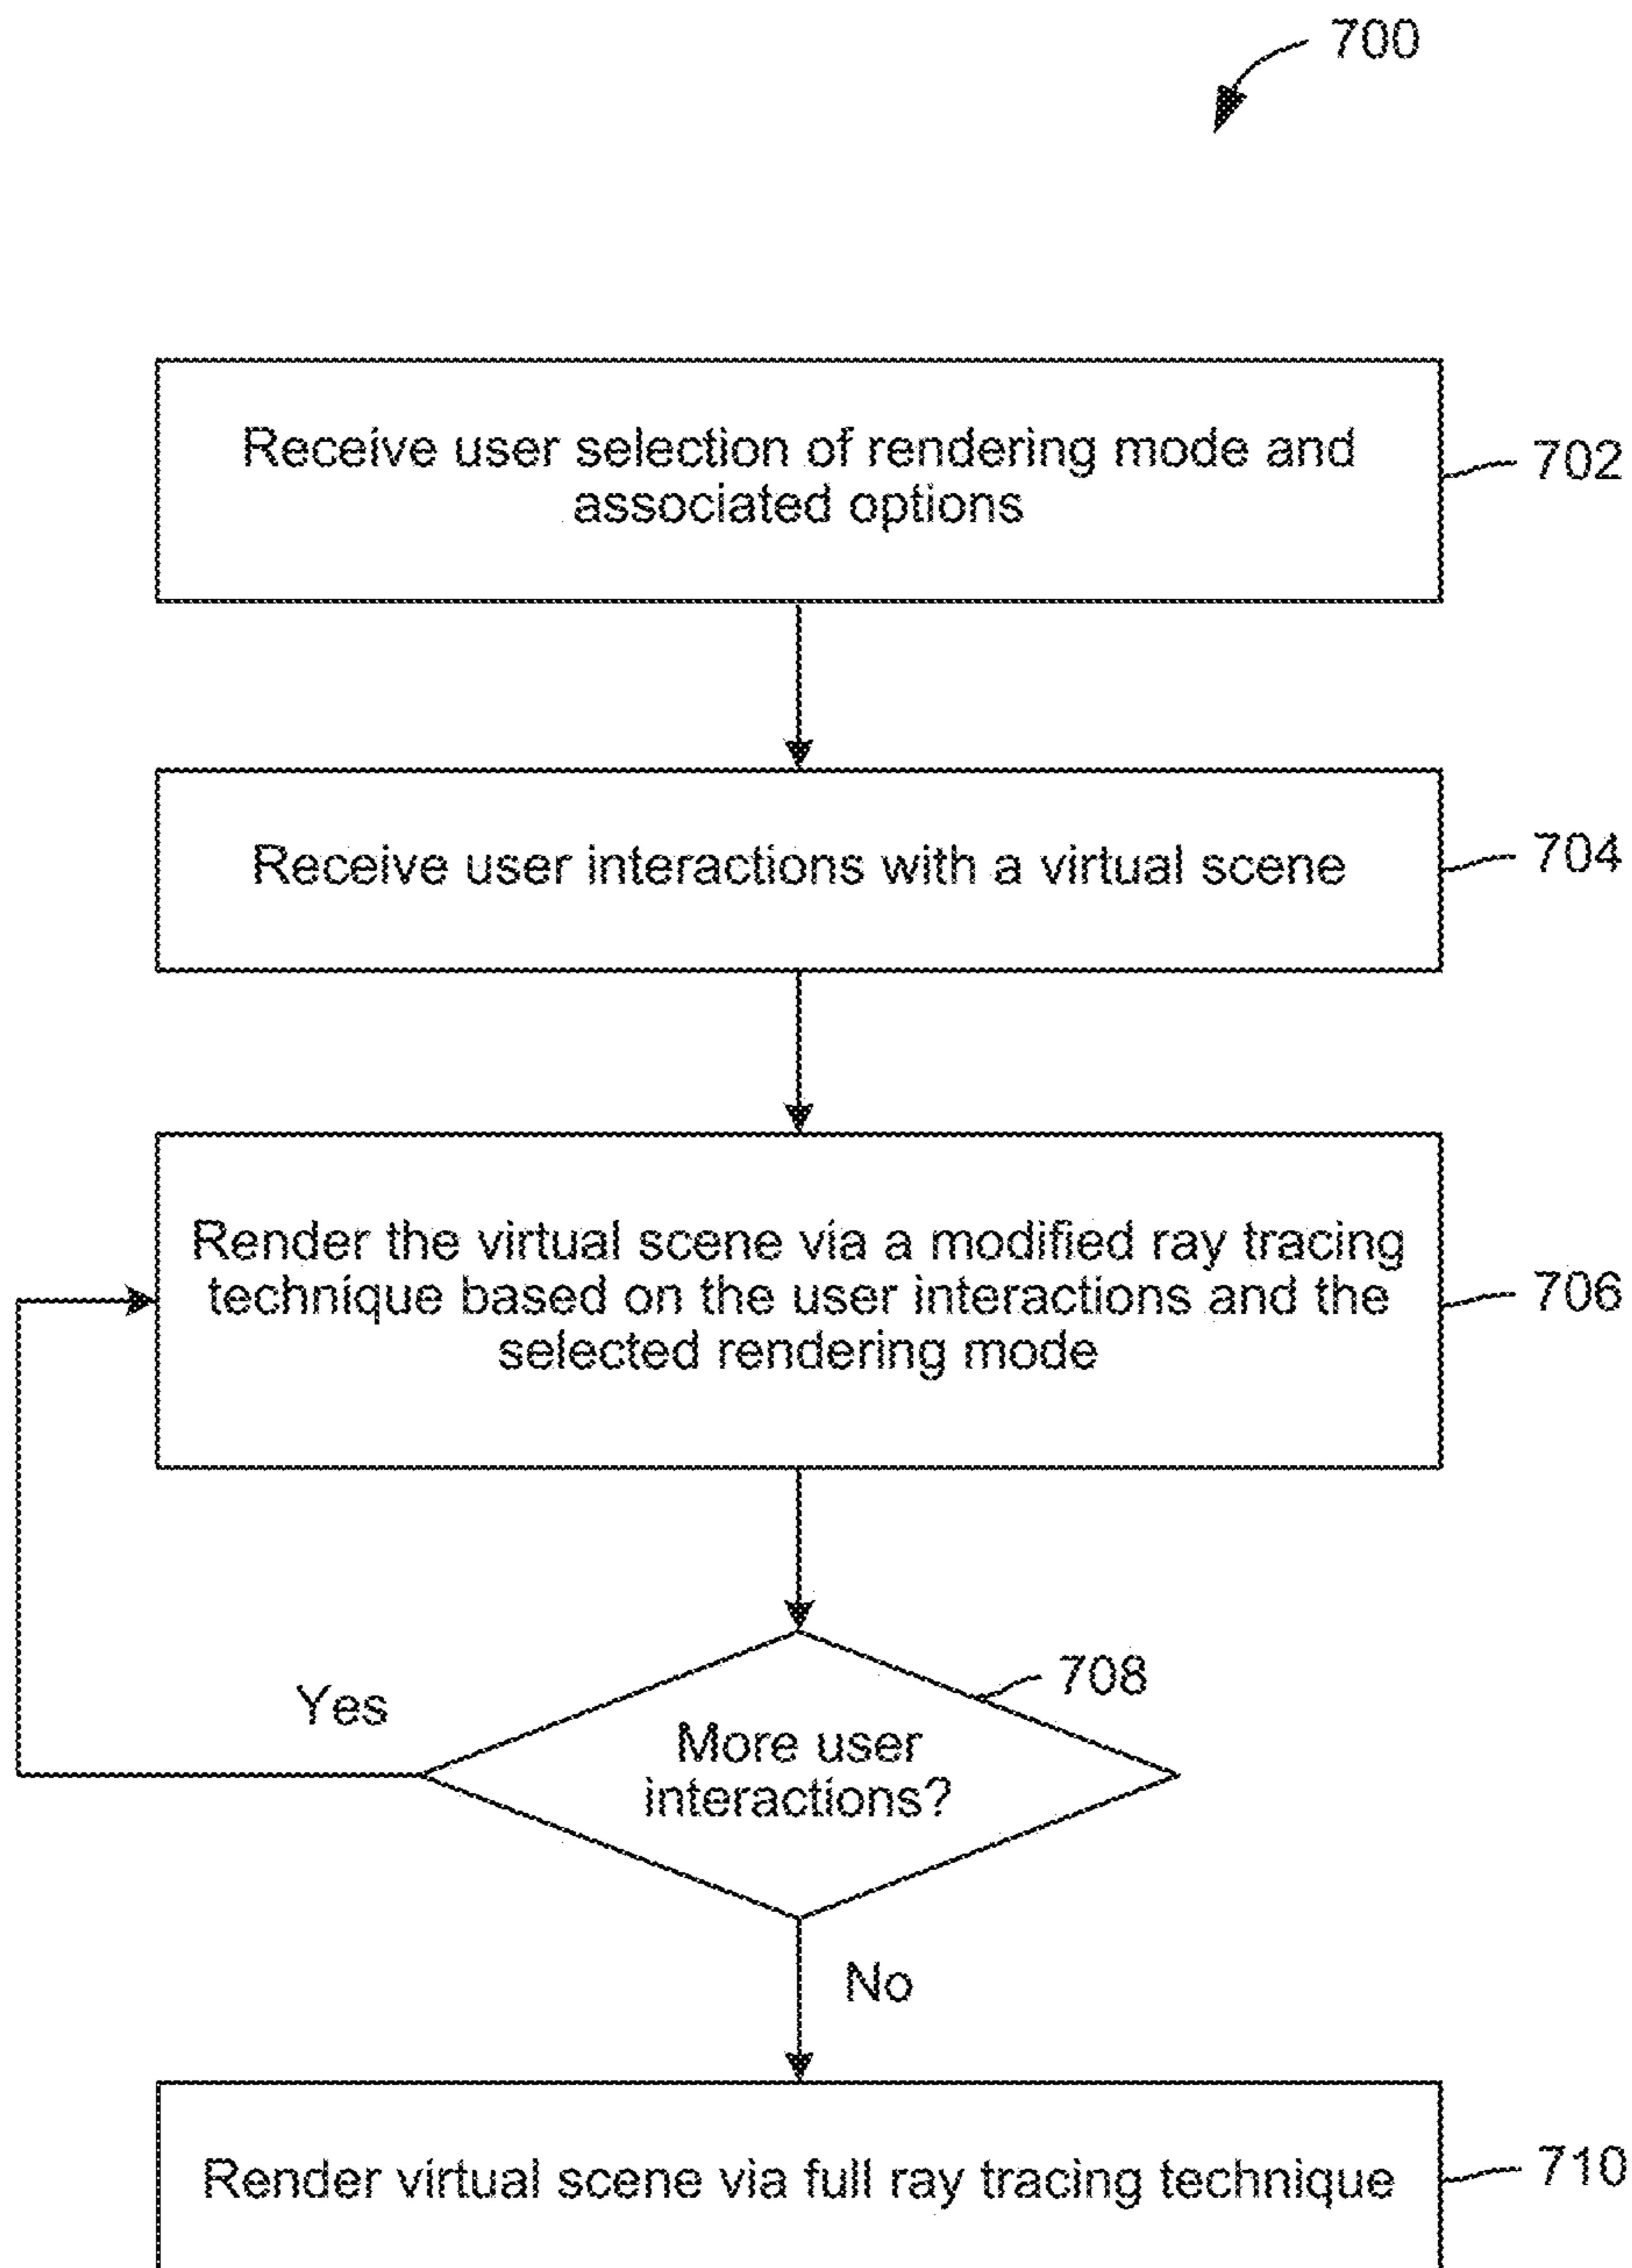 700
Receive user selection of rendering mode and
associated options
702
Receive user interactions with a virtual scene
704
Render the virtual scene via a modified ray tracing
technique based on the user interactions and the
selected rendering mode
706
Yes
708
More user
interactions?
No
Render virtual scene via full ray tracing technique
710